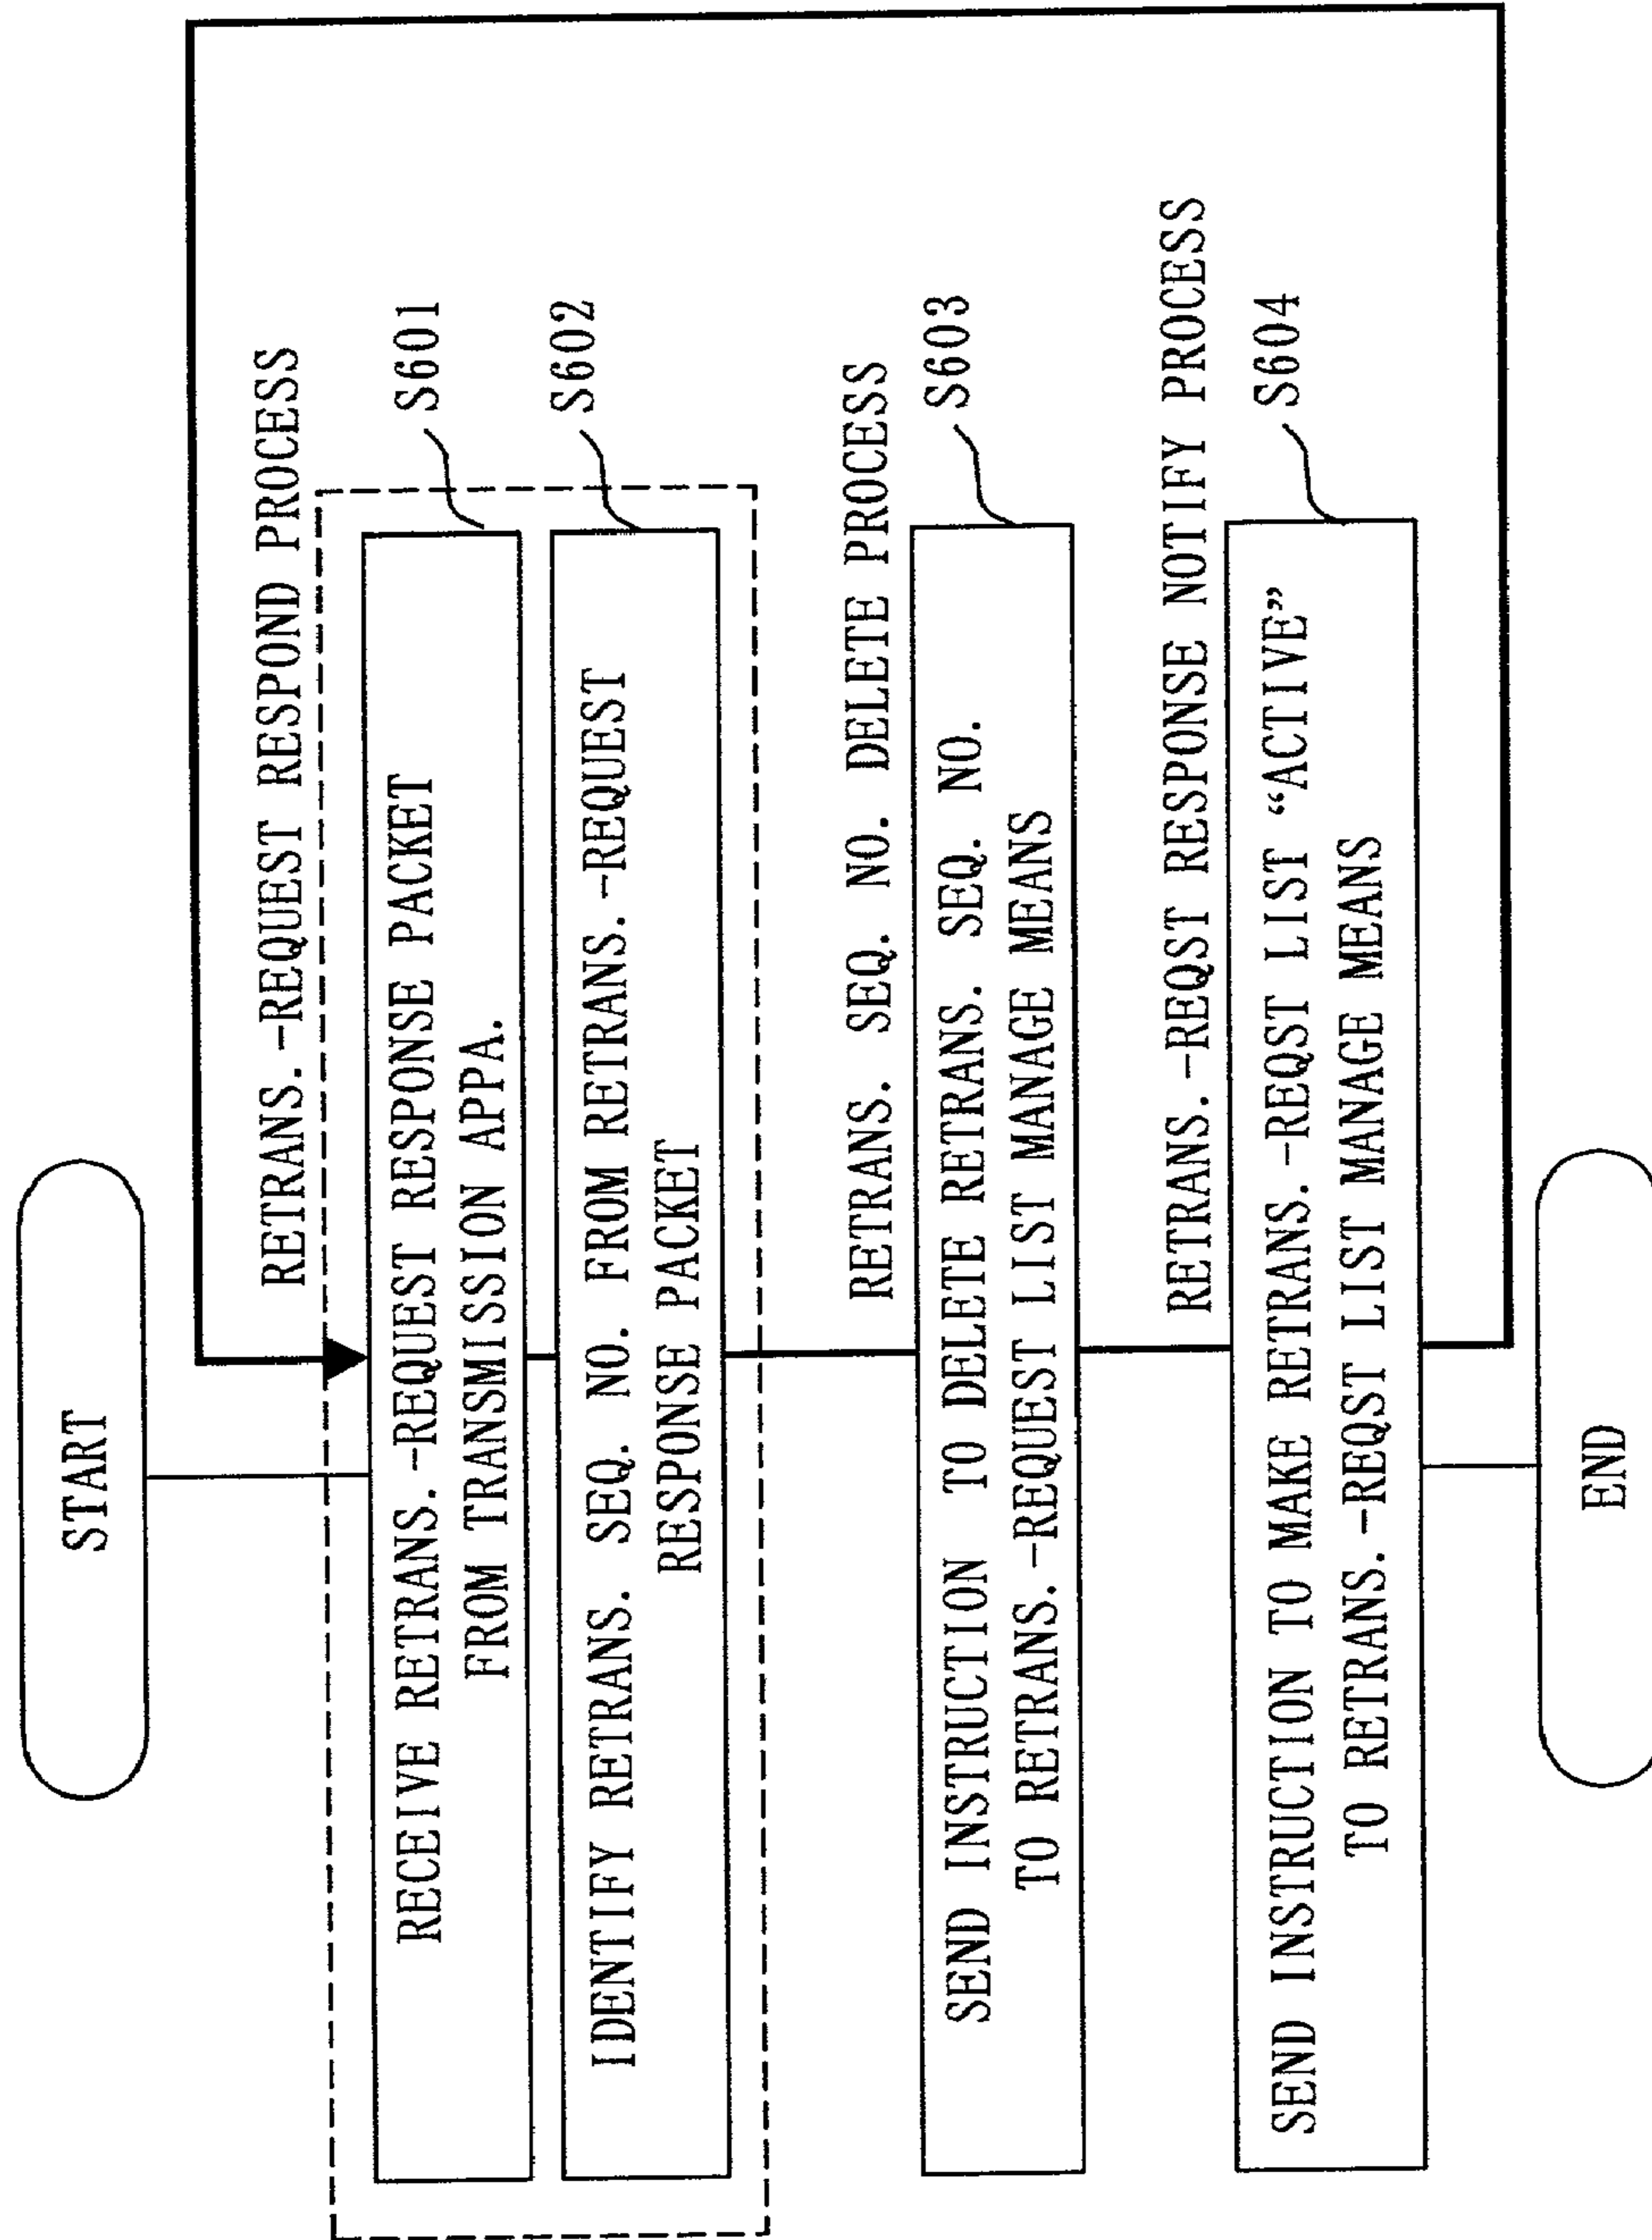 START
RETRANS.-REQUEST RESPOND PROCESS
RECEIVE RETRANS.-REQUEST RESPONSE PACKET
FROM TRANSMISSION APPA.
S601
IDENTIFY RETRANS. SEQ. NO. FROM RETRANS.-REQUEST
RESPONSE PACKET
S602
RETRANS. SEQ. NO. DELETE PROCESS
SEND INSTRUCTION TO DELETE RETRANS. SEQ. NO.
TO RETRANS.-REQUEST LIST MANAGE MEANS
S603
RETRANS.-REQST RESPONSE NOTIFY PROCESS
SEND INSTRUCTION TO MAKE RETRANS.-REQST LIST “ACTIVE”
TO RETRANS.-REQST LIST MANAGE MEANS
S604
END